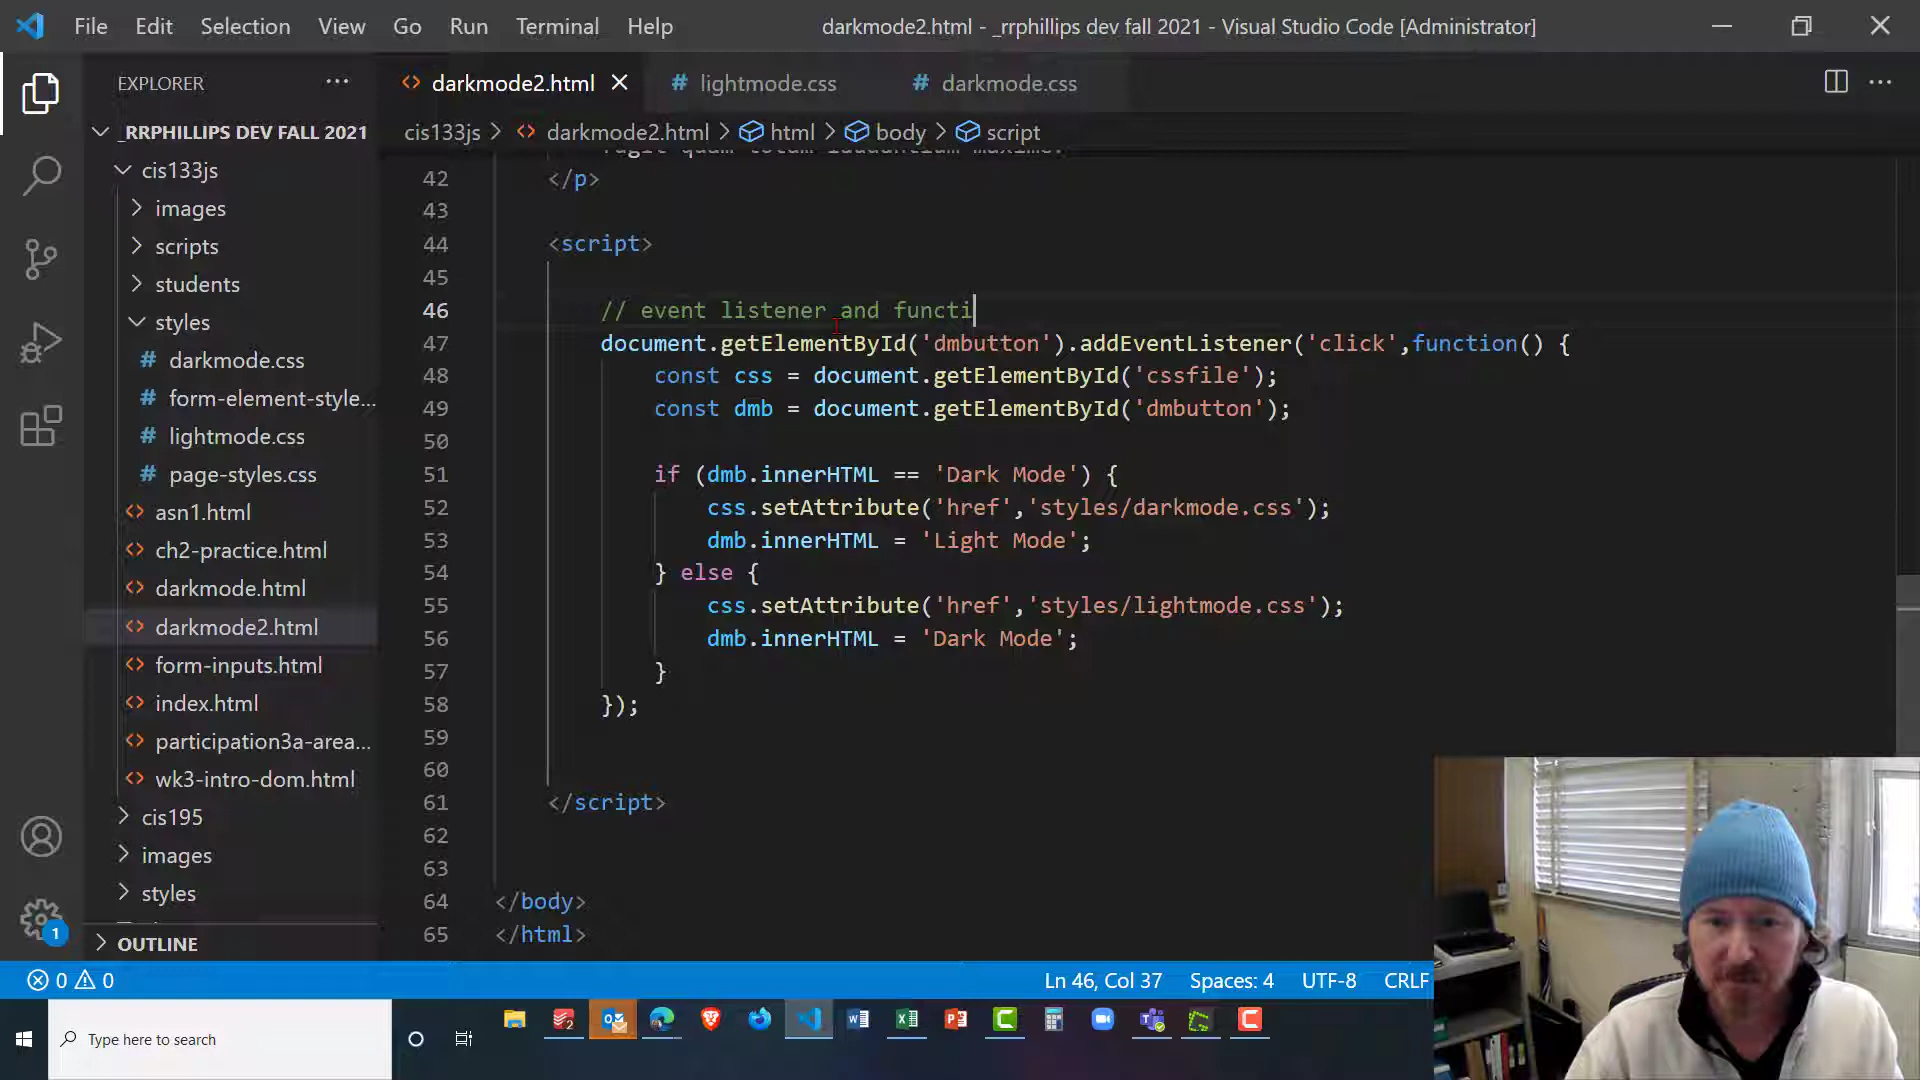 File Edit Selection View Go Run Terminal Help darkmode2.html - _rrphillips dev fall 2021 - Visual Studio Code [Administrator]
EXPLORER ···
_RRPHILLIPS DEV FALL 2021
cis133js
images
scripts
students
styles
# darkmode.css
# form-element-style...
# lightmode.css
# page-styles.css
<> asn1.html
<> ch2-practice.html
<> darkmode.html
<> darkmode2.html
<> form-inputs.html
<> index.html
<> participation3a-area...
<> wk3-intro-dom.html
cis195
images
styles
OUTLINE
<> darkmode2.html # lightmode.css # darkmode.css
cis133js > <> darkmode2.html > html > body > script
42 </p>
43
44 <script>
45
46 // event listener and functi
47 document.getElementById('dmbutton').addEventListener('click',function() {
48 const css = document.getElementById('cssfile');
49 const dmb = document.getElementById('dmbutton');
50
51 if (dmb.innerHTML == 'Dark Mode') {
52 css.setAttribute('href','styles/darkmode.css');
53 dmb.innerHTML = 'Light Mode';
54 } else {
55 css.setAttribute('href','styles/lightmode.css');
56 dmb.innerHTML = 'Dark Mode';
57 }
58 });
59
60
61 </script>
62
63
64 </body>
65 </html>
1
0 0 Ln 46, Col 37 Spaces: 4 UTF-8 CRLF
Type here to search